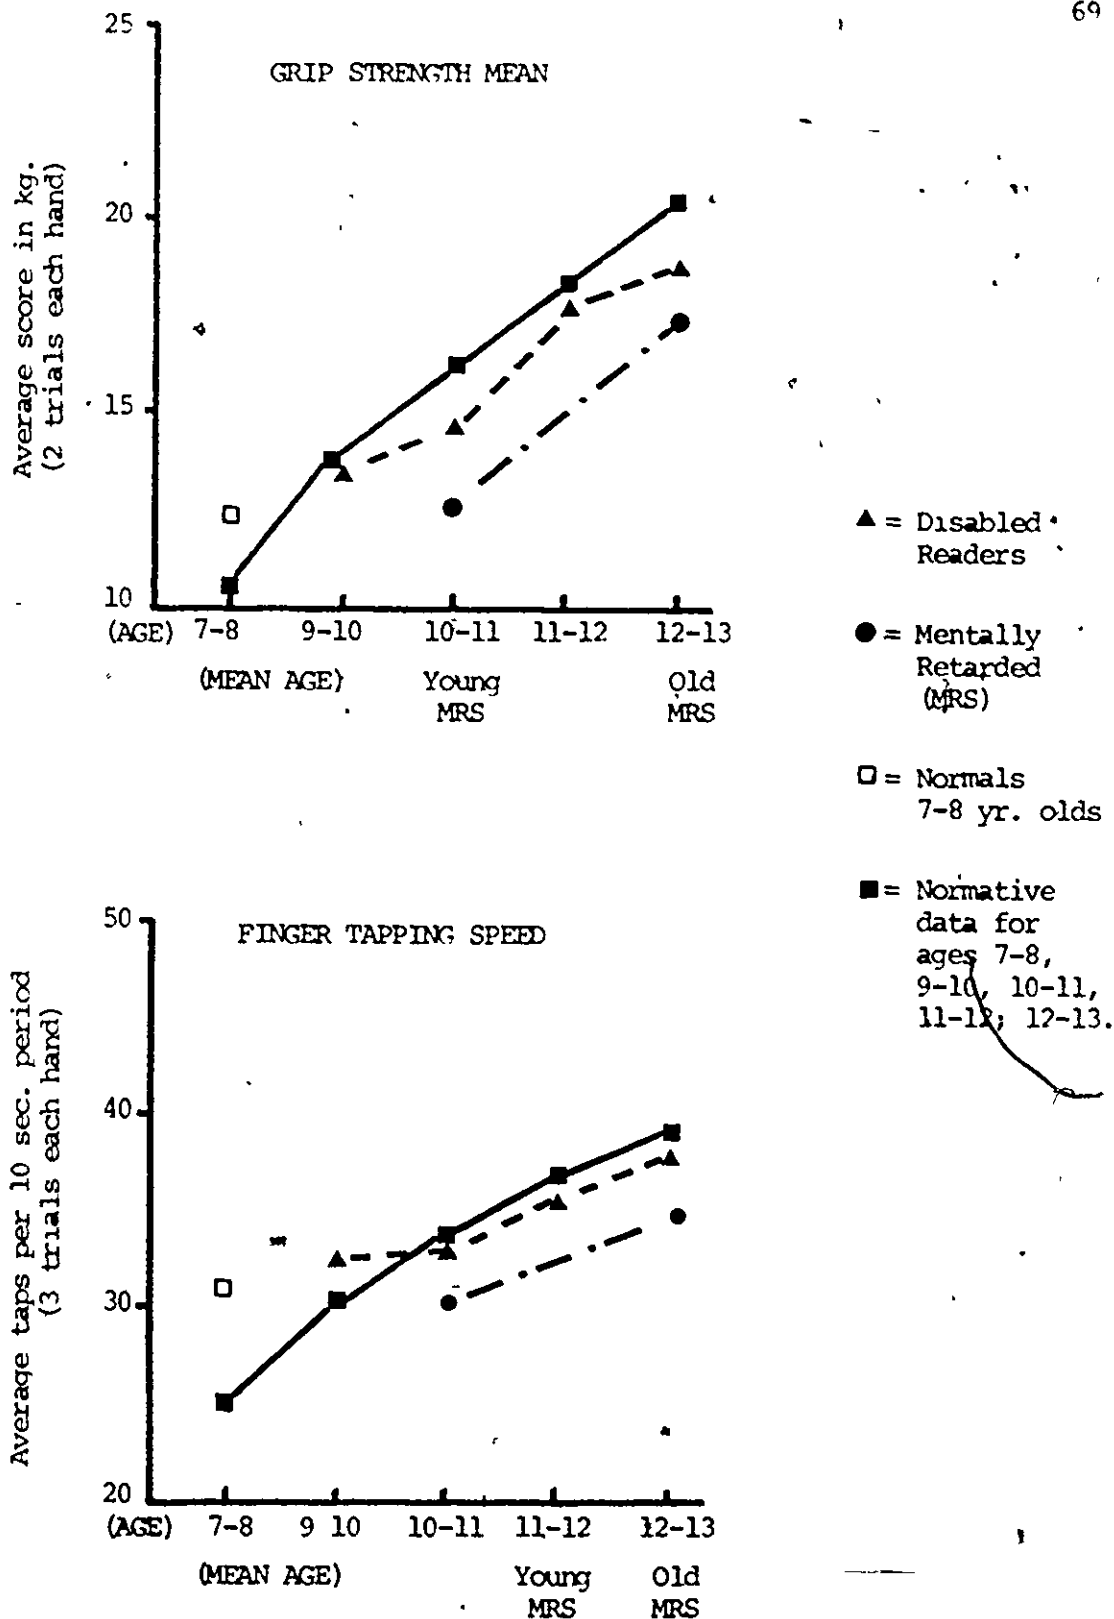 69
GRIP STRENGTH MEAN
Average score in kg.
(2 trials each hand)
25
20
15
10
(AGE) 7-8 9-10 10-11 11-12 12-13
(MEAN AGE) Young Old
MRS MRS
▲ = Disabled
Readers
● = Mentally
Retarded
(MRS)
□ = Normals
7-8 yr. olds
■ = Normative
data for
ages 7-8,
9-10, 10-11,
11-12; 12-13.
FINGER TAPPING SPEED
Average taps per 10 sec. period
(3 trials each hand)
50
40
30
20
(AGE) 7-8 9 10 10-11 11-12 12-13
(MEAN AGE) Young Old
MRS MRS